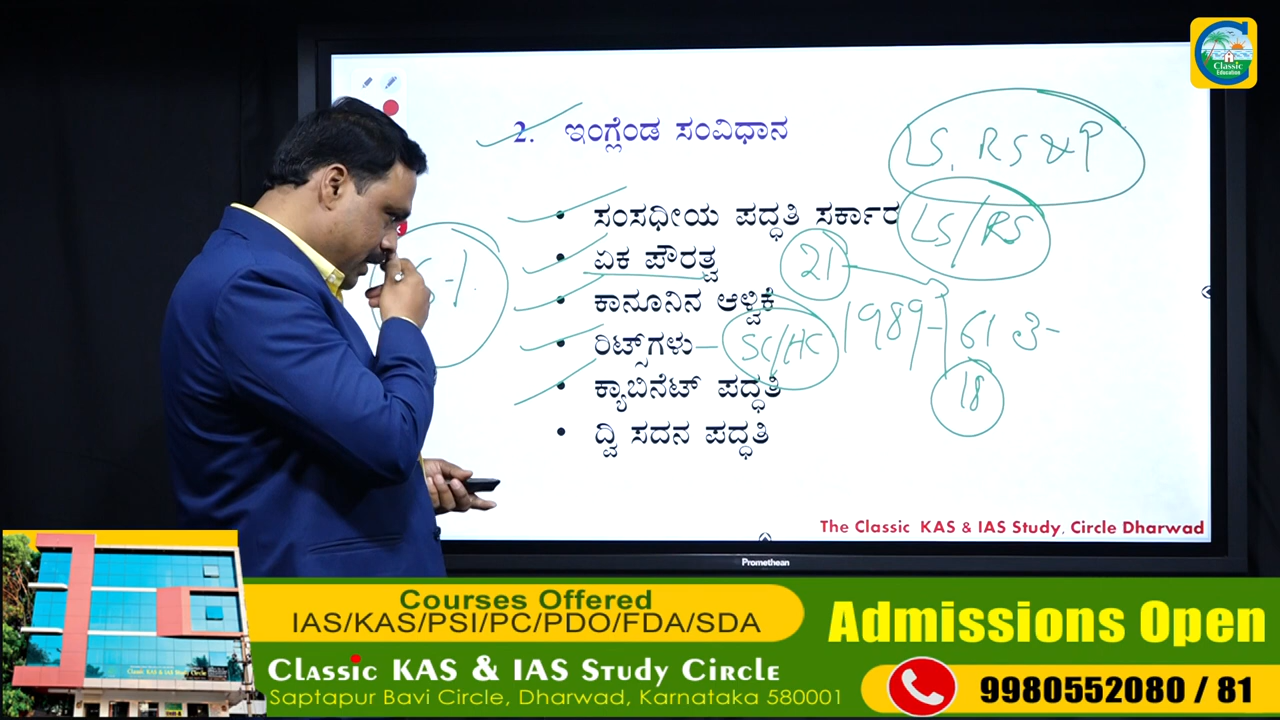 Classic
Education
2. ಇಂಗ್ಲೆಂಡ ಸಂವಿಧಾನ
LS, RS & P
• ಸಂಸಧೀಯ ಪದ್ಧತಿ ಸರ್ಕಾರ
LS/RS
• ಏಕ ಪೌರತ್ವ
21
• ಕಾನೂನಿನ ಆಳ್ವಿಕೆ
• ರಿಟ್ಸ್‌ಗಳು – SC/HC
1989 – 61
18
• ಕ್ಯಾಬಿನೆಟ್ ಪದ್ಧತಿ
• ದ್ವಿ ಸದನ ಪದ್ಧತಿ
The Classic KAS & IAS Study, Circle Dharwad
Promethean
Courses Offered
IAS/KAS/PSI/PC/PDO/FDA/SDA
Classic KAS & IAS Study Circle
Saptapur Bavi Circle, Dharwad, Karnataka 580001
Admissions Open
9980552080 / 81